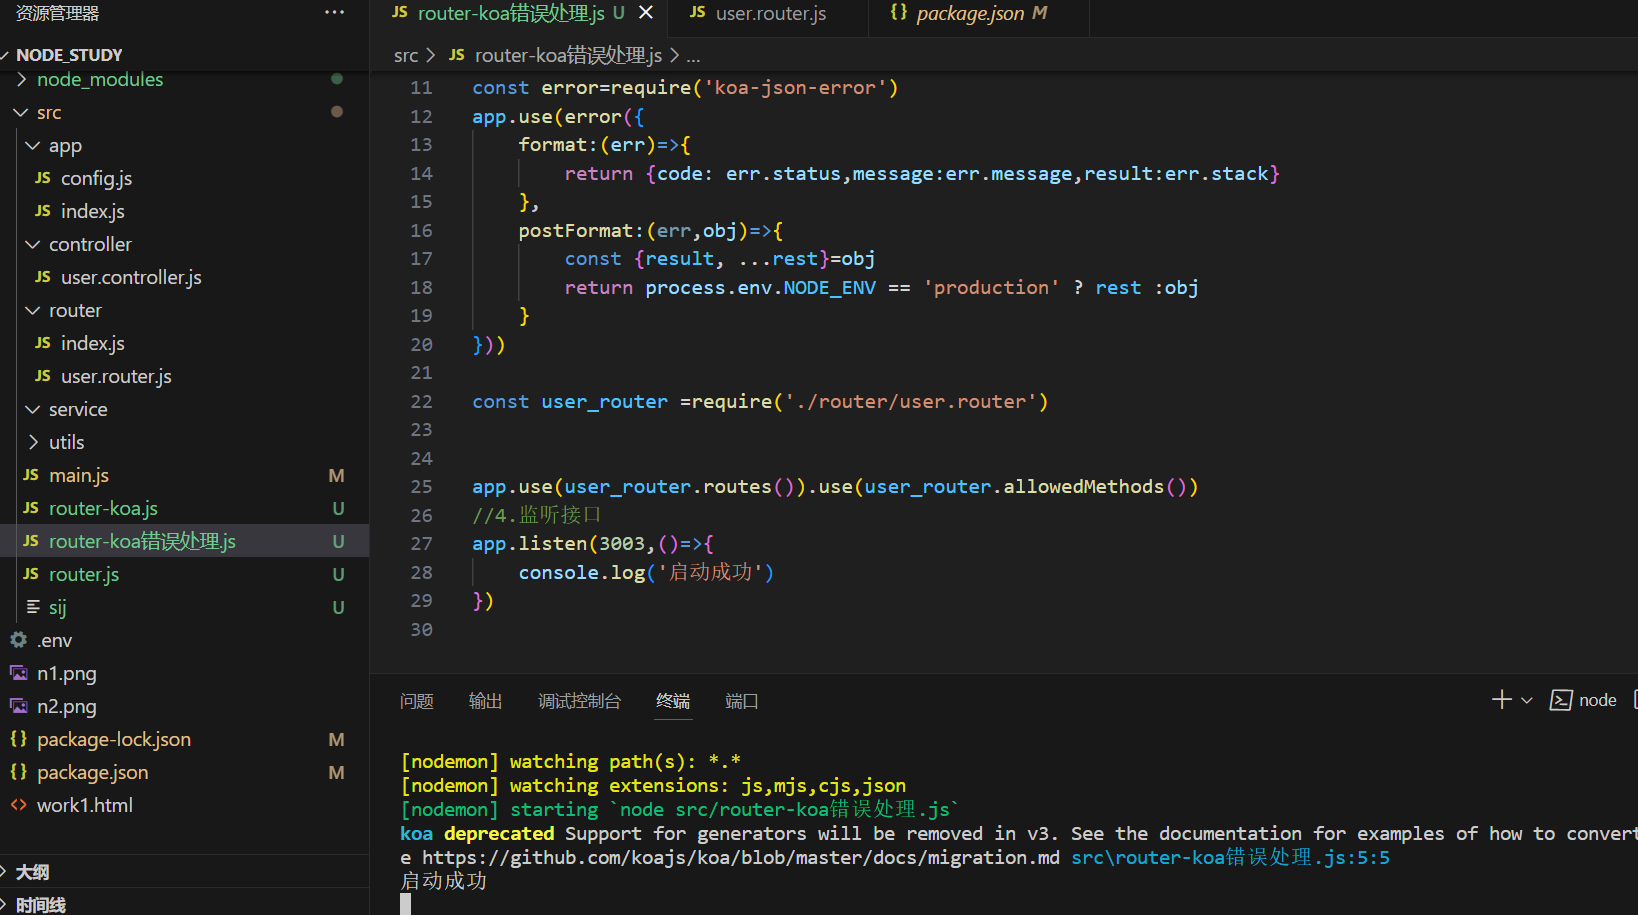 资源管理器 ···
NODE_STUDY
node_modules
src
app
JS config.js
JS index.js
controller
JS user.controller.js
router
JS index.js
JS user.router.js
service
utils
JS main.js M
JS router-koa.js U
JS router-koa错误处理.js U
JS router.js U
sij U
.env
n1.png
n2.png
{} package-lock.json M
{} package.json M
<> work1.html
大纲
时间线
JS router-koa错误处理.js U × JS user.router.js {} package.json M
src > JS router-koa错误处理.js > ...
11 const error=require('koa-json-error')
12 app.use(error({
13 format:(err)=>{
14 return {code: err.status,message:err.message,result:err.stack}
15 },
16 postFormat:(err,obj)=>{
17 const {result, ...rest}=obj
18 return process.env.NODE_ENV == 'production' ? rest :obj
19 }
20 }))
21
22 const user_router =require('./router/user.router')
23
24
25 app.use(user_router.routes()).use(user_router.allowedMethods())
26 //4.监听接口
27 app.listen(3003,()=>{
28 console.log('启动成功')
29 })
30
问题 输出 调试控制台 终端 端口 node
[nodemon] watching path(s): *.*
[nodemon] watching extensions: js,mjs,cjs,json
[nodemon] starting `node src/router-koa错误处理.js`
koa deprecated Support for generators will be removed in v3. See the documentation for examples of how to convert
e https://github.com/koajs/koa/blob/master/docs/migration.md src\router-koa错误处理.js:5:5
启动成功